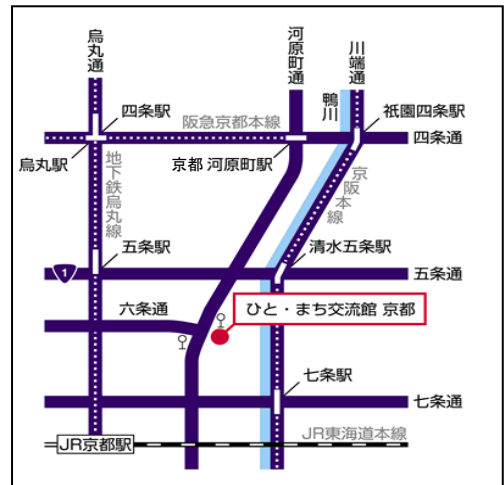 烏丸通
河原町通
川端通
鴨川
四条駅
阪急京都本線
祇園四条駅
四条通
烏丸駅
京都 河原町駅
地下鉄烏丸線
京阪本線
五条駅
清水五条駅
1
五条通
六条通
ひと・まち交流館 京都
七条駅
七条通
JR東海道本線
JR京都駅